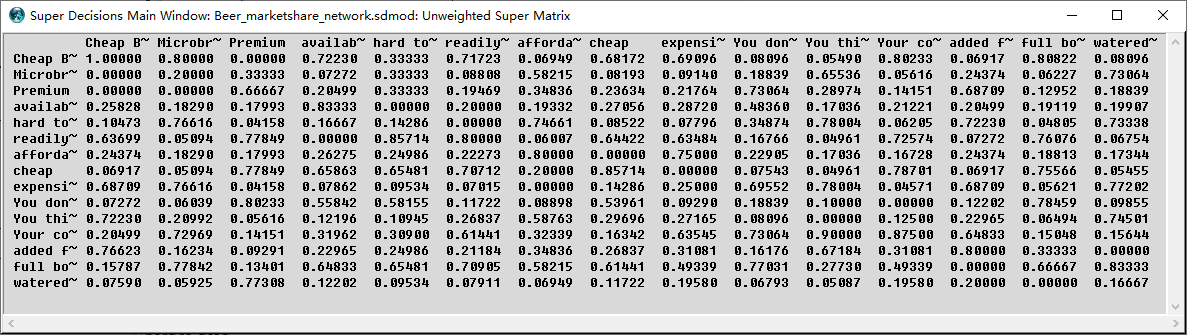 Super Decisions Main Window: Beer_marketshare_network.sdmod: Unweighted Super Matrix
Cheap B~ Microbr~ Premium availab~ hard to~ readily~ afforda~ cheap expensi~ You don~ You thi~ Your co~ added f~ full bo~ watered~
Cheap B~ 1.00000 0.80000 0.00000 0.72230 0.33333 0.71723 0.06949 0.68172 0.69096 0.08096 0.05490 0.80233 0.06917 0.80822 0.08096
Microbr~ 0.00000 0.20000 0.33333 0.07272 0.33333 0.08808 0.58215 0.08193 0.09140 0.18839 0.65536 0.05616 0.24374 0.06227 0.73064
Premium 0.00000 0.00000 0.66667 0.20499 0.33333 0.19469 0.34836 0.23634 0.21764 0.73064 0.28974 0.14151 0.68709 0.12952 0.18839
availab~ 0.25828 0.18290 0.17993 0.83333 0.00000 0.20000 0.19332 0.27056 0.28720 0.48360 0.17036 0.21221 0.20499 0.19119 0.19907
hard to~ 0.10473 0.76616 0.04158 0.16667 0.14286 0.00000 0.74661 0.08522 0.07796 0.34874 0.78004 0.06205 0.72230 0.04805 0.73338
readily~ 0.63699 0.05094 0.77849 0.00000 0.85714 0.80000 0.06007 0.64422 0.63484 0.16766 0.04961 0.72574 0.07272 0.76076 0.06754
afforda~ 0.24374 0.18290 0.17993 0.26275 0.24986 0.22273 0.80000 0.00000 0.75000 0.22905 0.17036 0.16728 0.24374 0.18813 0.17344
cheap 0.06917 0.05094 0.77849 0.65863 0.65481 0.70712 0.20000 0.85714 0.00000 0.07543 0.04961 0.78701 0.06917 0.75566 0.05455
expensi~ 0.68709 0.76616 0.04158 0.07862 0.09534 0.07015 0.00000 0.14286 0.25000 0.69552 0.78004 0.04571 0.68709 0.05621 0.77202
You don~ 0.07272 0.06039 0.80233 0.55842 0.58155 0.11722 0.08898 0.53961 0.09290 0.18839 0.10000 0.00000 0.12202 0.78459 0.09855
You thi~ 0.72230 0.20992 0.05616 0.12196 0.10945 0.26837 0.58763 0.29696 0.27165 0.08096 0.00000 0.12500 0.22965 0.06494 0.74501
Your co~ 0.20499 0.72969 0.14151 0.31962 0.30900 0.61441 0.32339 0.16342 0.63545 0.73064 0.90000 0.87500 0.64833 0.15048 0.15644
added f~ 0.76623 0.16234 0.09291 0.22965 0.24986 0.21184 0.34836 0.26837 0.31081 0.16176 0.67184 0.31081 0.80000 0.33333 0.00000
full bo~ 0.15787 0.77842 0.13401 0.64833 0.65481 0.70905 0.58215 0.61441 0.49339 0.77031 0.27730 0.49339 0.00000 0.66667 0.83333
watered~ 0.07590 0.05925 0.77308 0.12202 0.09534 0.07911 0.06949 0.11722 0.19580 0.06793 0.05087 0.19580 0.20000 0.00000 0.16667